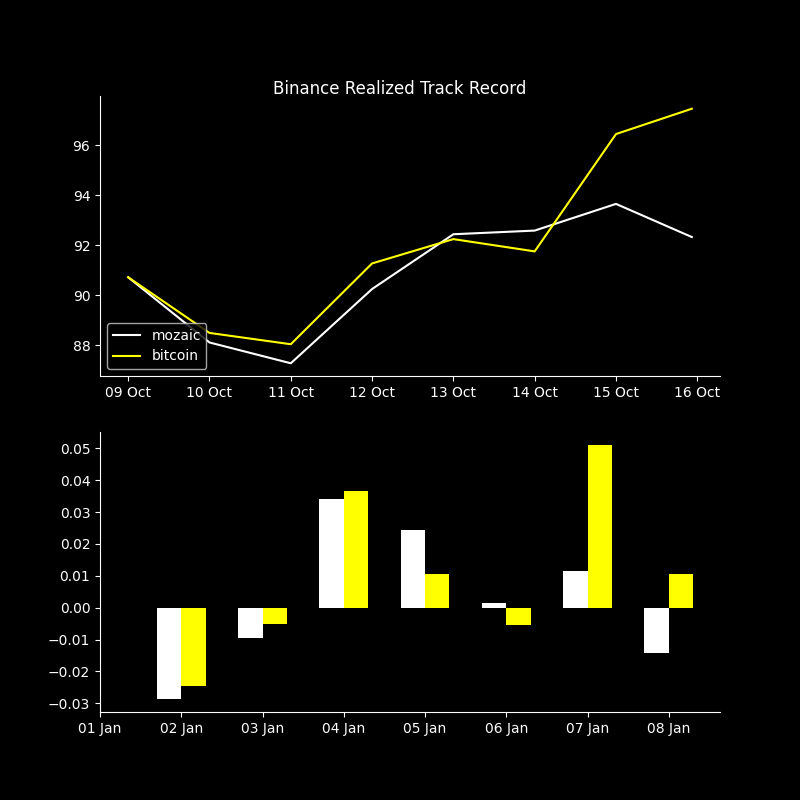 Binance Realized Track Record
96
94
92
90
88
mozaic
bitcoin
09 Oct 10 Oct 11 Oct 12 Oct 13 Oct 14 Oct 15 Oct 16 Oct
0.05
0.04
0.03
0.02
0.01
0.00
−0.01
−0.02
−0.03
01 Jan 02 Jan 03 Jan 04 Jan 05 Jan 06 Jan 07 Jan 08 Jan